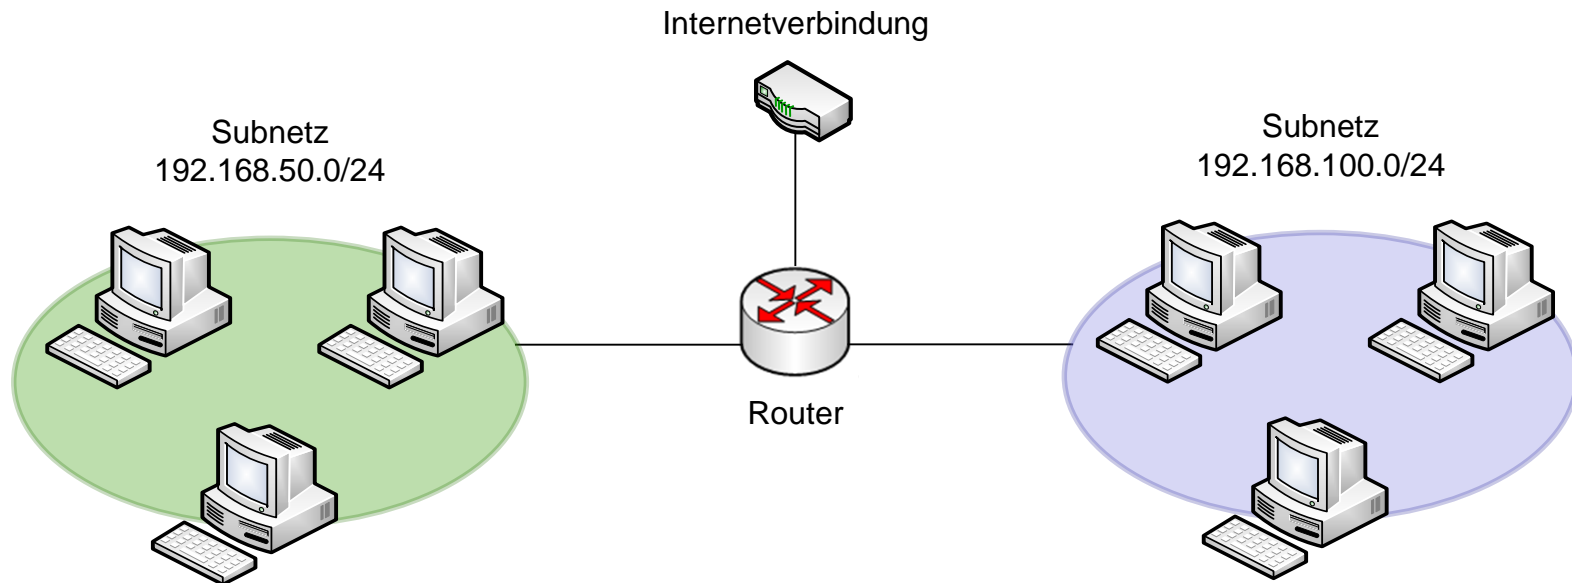 Internetverbindung
Subnetz
192.168.50.0/24
Subnetz
192.168.100.0/24
Router